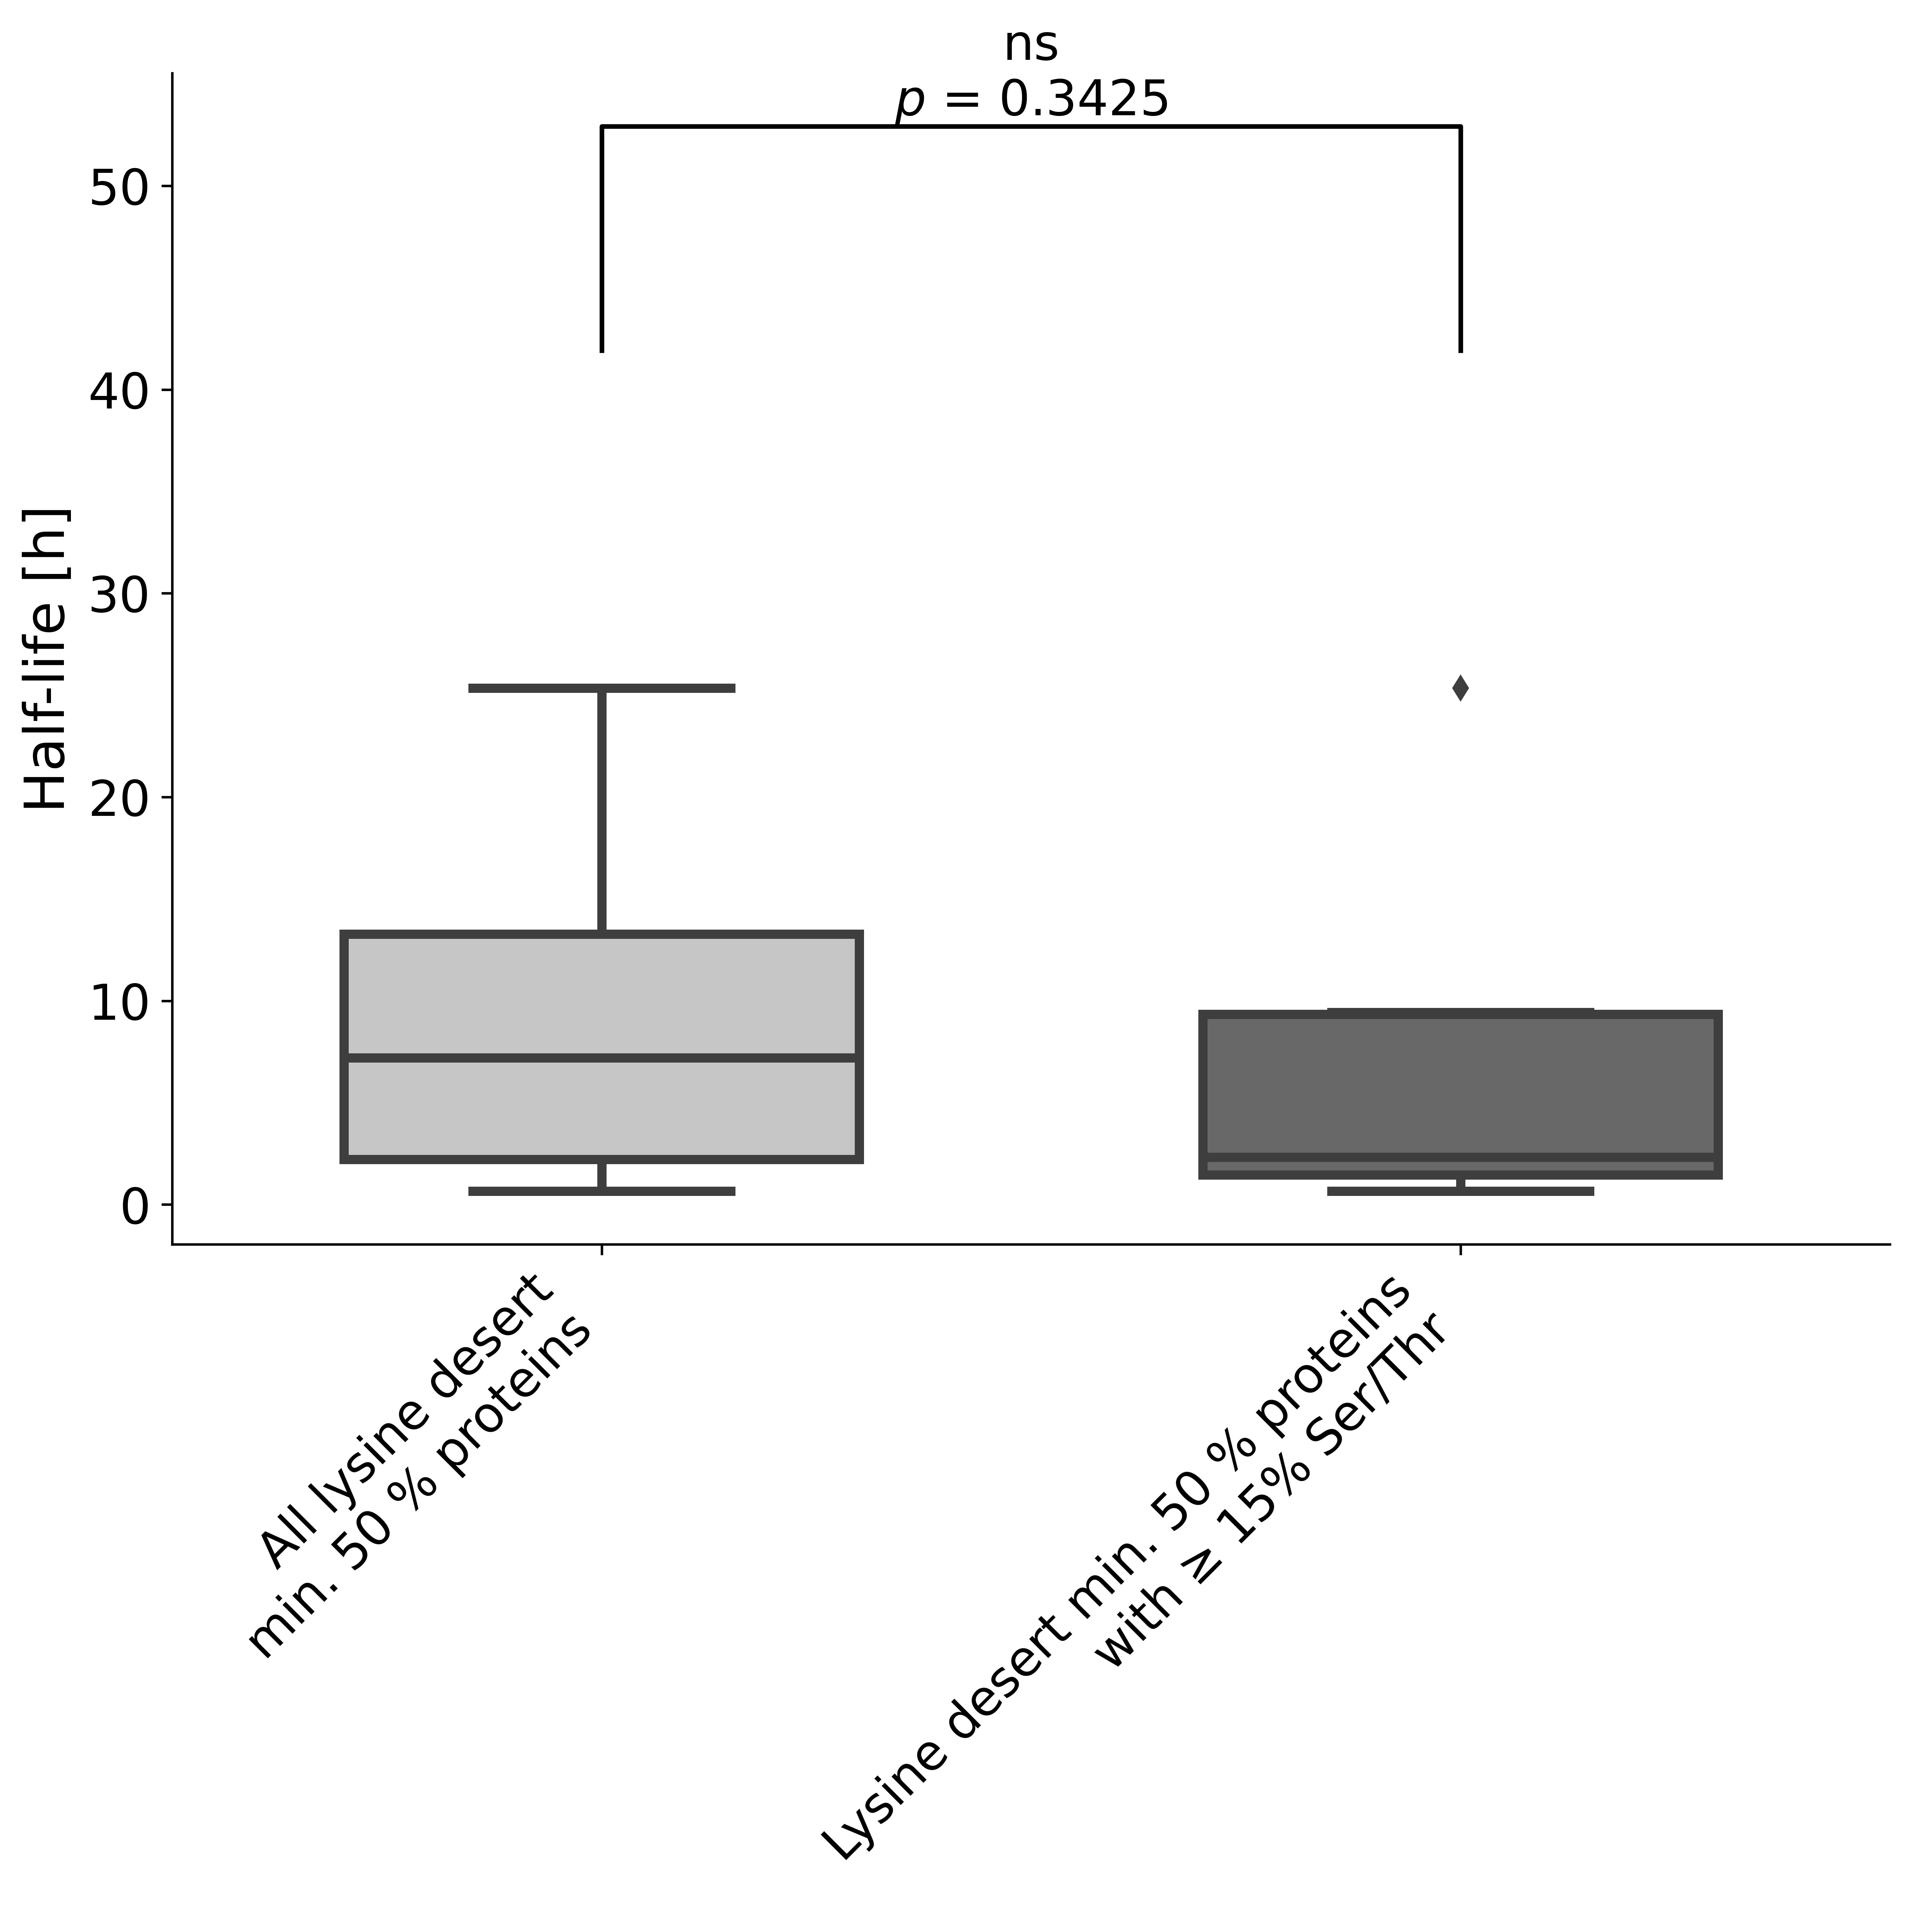 ns
p = 0.3425
Half-life [h]
50
40
30
20
10
0
All lysine desert
min. 50 % proteins
Lysine desert min. 50 % proteins
with ≥ 15% Ser/Thr